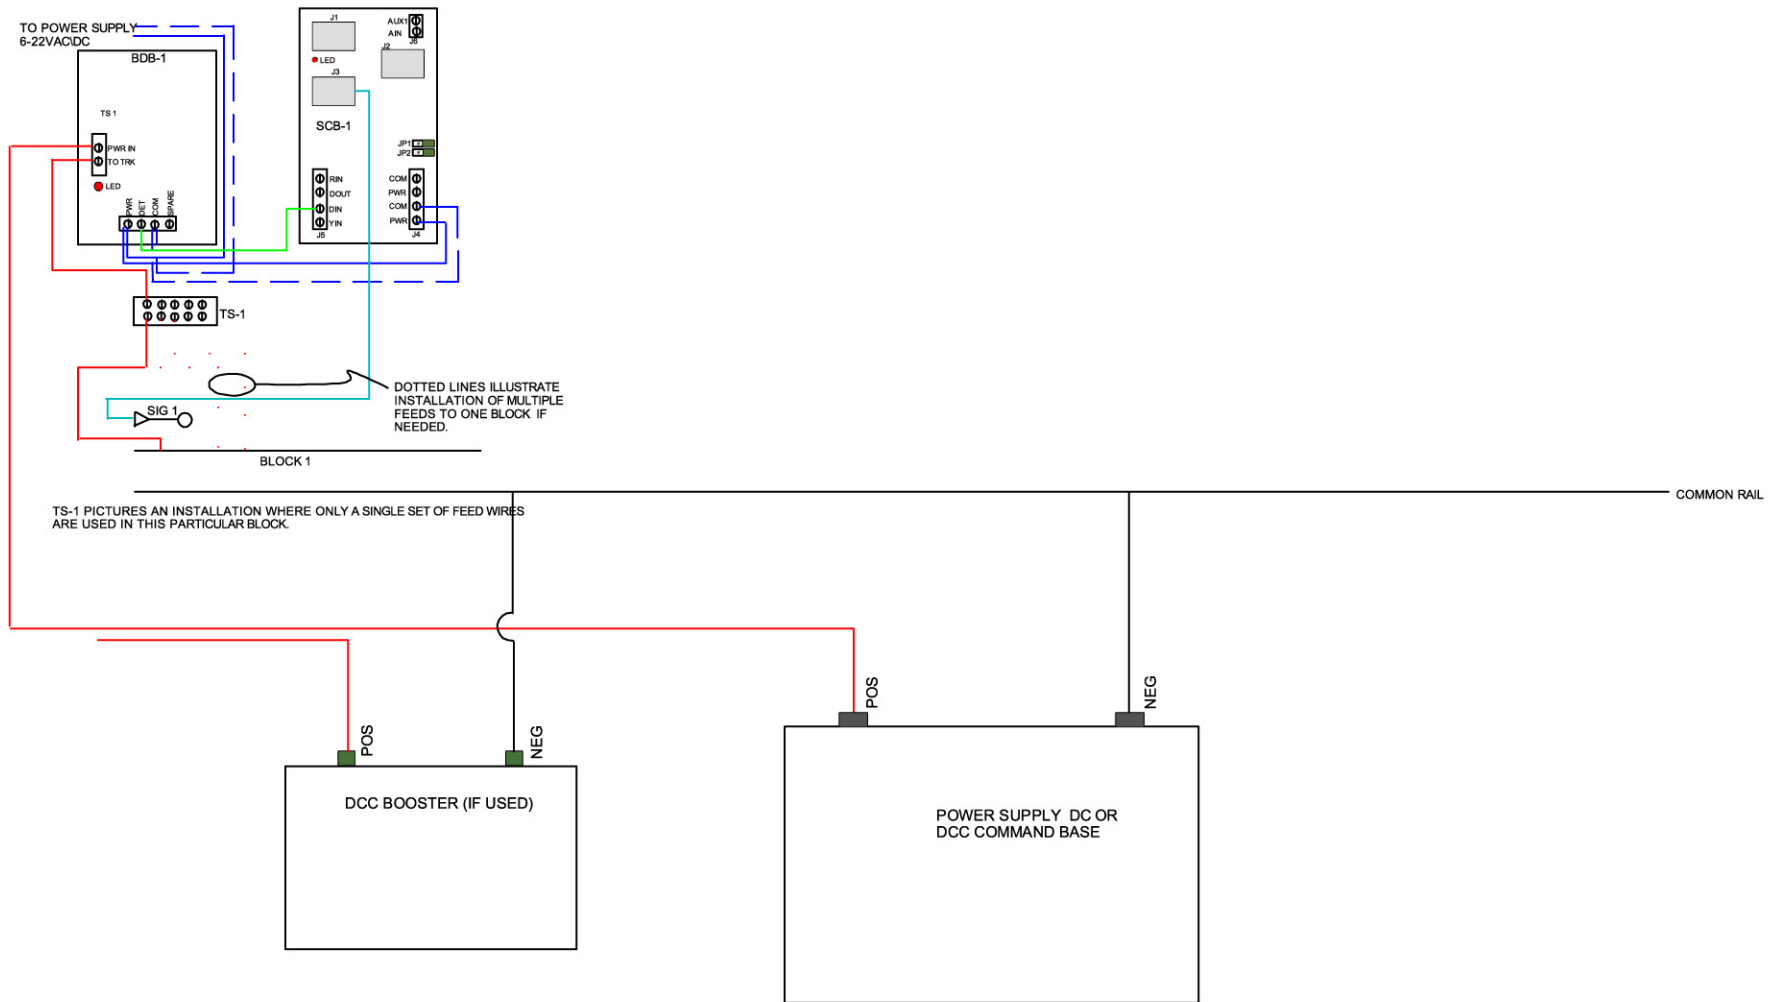 TO POWER SUPPLY
6-22VAC\DC
BDB-1
TS 1
PWR IN
TO TRK
LED
PWR
DET
COM
SPARE
J1
LED
J3
SCB-1
AUX1
AIN
J6
J2
JP1
JP2
RIN
DOUT
DIN
YIN
J5
COM
PWR
COM
PWR
J4
TS-1
DOTTED LINES ILLUSTRATE
INSTALLATION OF MULTIPLE
FEEDS TO ONE BLOCK IF
NEEDED.
SIG 1
BLOCK 1
COMMON RAIL
TS-1 PICTURES AN INSTALLATION WHERE ONLY A SINGLE SET OF FEED WIRES
ARE USED IN THIS PARTICULAR BLOCK.
POS
NEG
DCC BOOSTER (IF USED)
POS
NEG
POWER SUPPLY DC OR
DCC COMMAND BASE